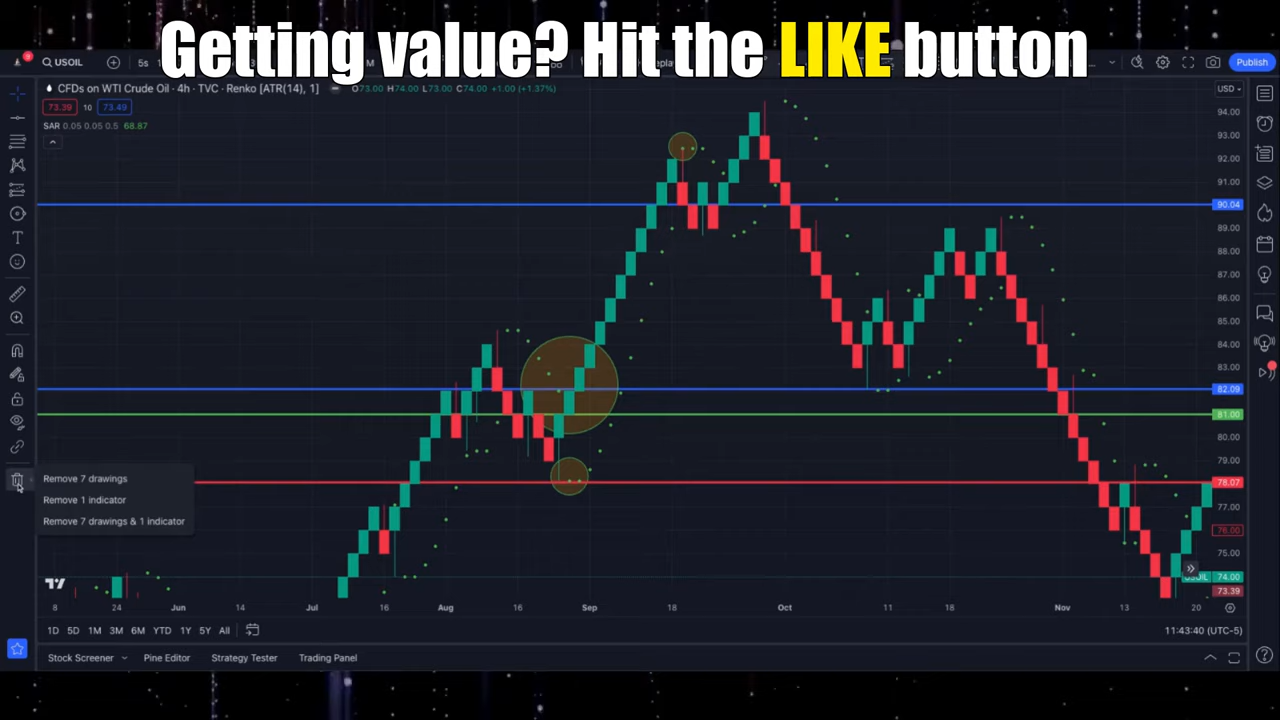 Getting value? Hit the LIKE button
USOIL
5s
M
Publish
CFDs on WTI Crude Oil · 4h · TVC · Renko [ATR(14), 1]
O73.00 H74.00 L73.00 C74.00 +1.00 (+1.37%)
USD
73.39 10 73.49
SAR 0.05 0.05 0.5 68.87
94.00
93.00
92.00
91.00
90.04
89.00
88.00
87.00
86.00
85.00
84.00
83.00
82.09
81.00
80.00
79.00
78.07
77.00
76.00
75.00
USOIL 74.00
73.39
Remove 7 drawings
Remove 1 indicator
Remove 7 drawings & 1 indicator
8 24 Jun 14 Jul 16 Aug 16 Sep 18 Oct 11 18 Nov 13 20
1D 5D 1M 3M 6M YTD 1Y 5Y All
11:43:40 (UTC-5)
Stock Screener Pine Editor Strategy Tester Trading Panel